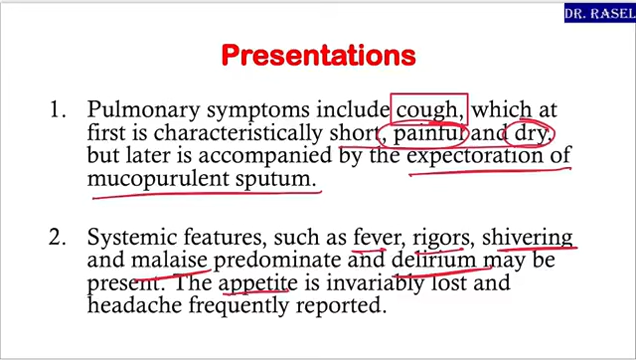 DR. RASEL
Presentations
1. Pulmonary symptoms include cough, which at
first is characteristically short, painful and dry,
but later is accompanied by the expectoration of
mucopurulent sputum.
2. Systemic features, such as fever, rigors, shivering
and malaise predominate and delirium may be
present. The appetite is invariably lost and
headache frequently reported.